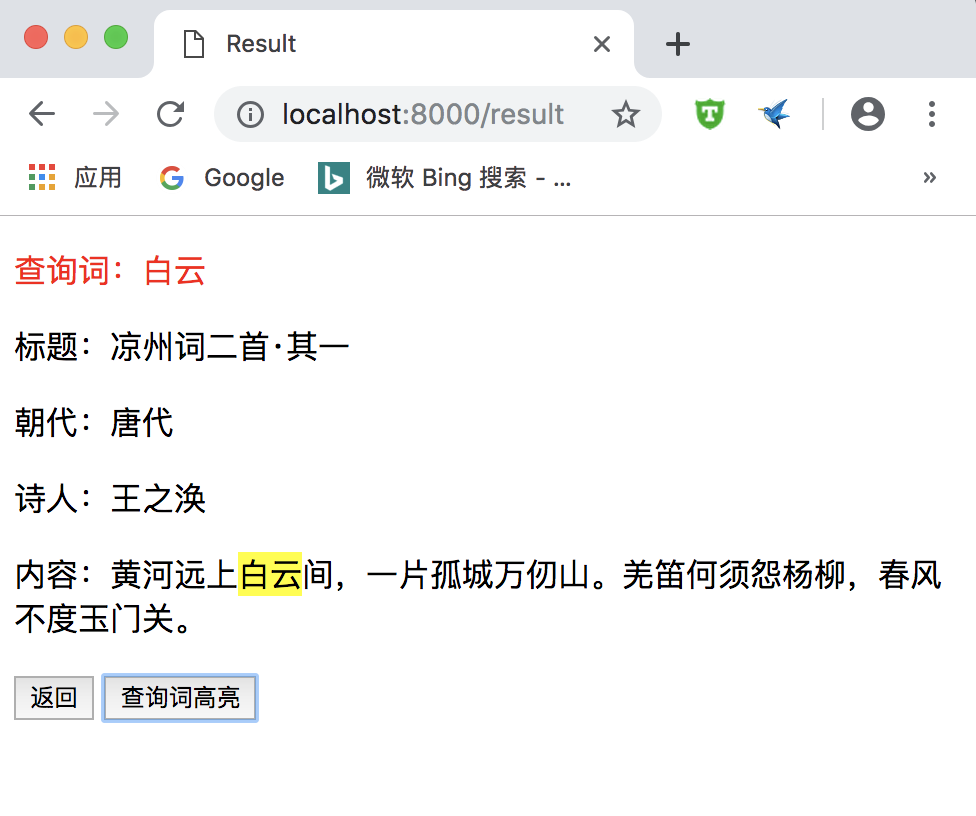 Result
localhost:8000/result
应用 Google 微软 Bing 搜索 - ... »
查询词：白云
标题：凉州词二首·其一
朝代：唐代
诗人：王之涣
内容：黄河远上白云间，一片孤城万仞山。羌笛何须怨杨柳，春风
不度玉门关。
返回 查询词高亮